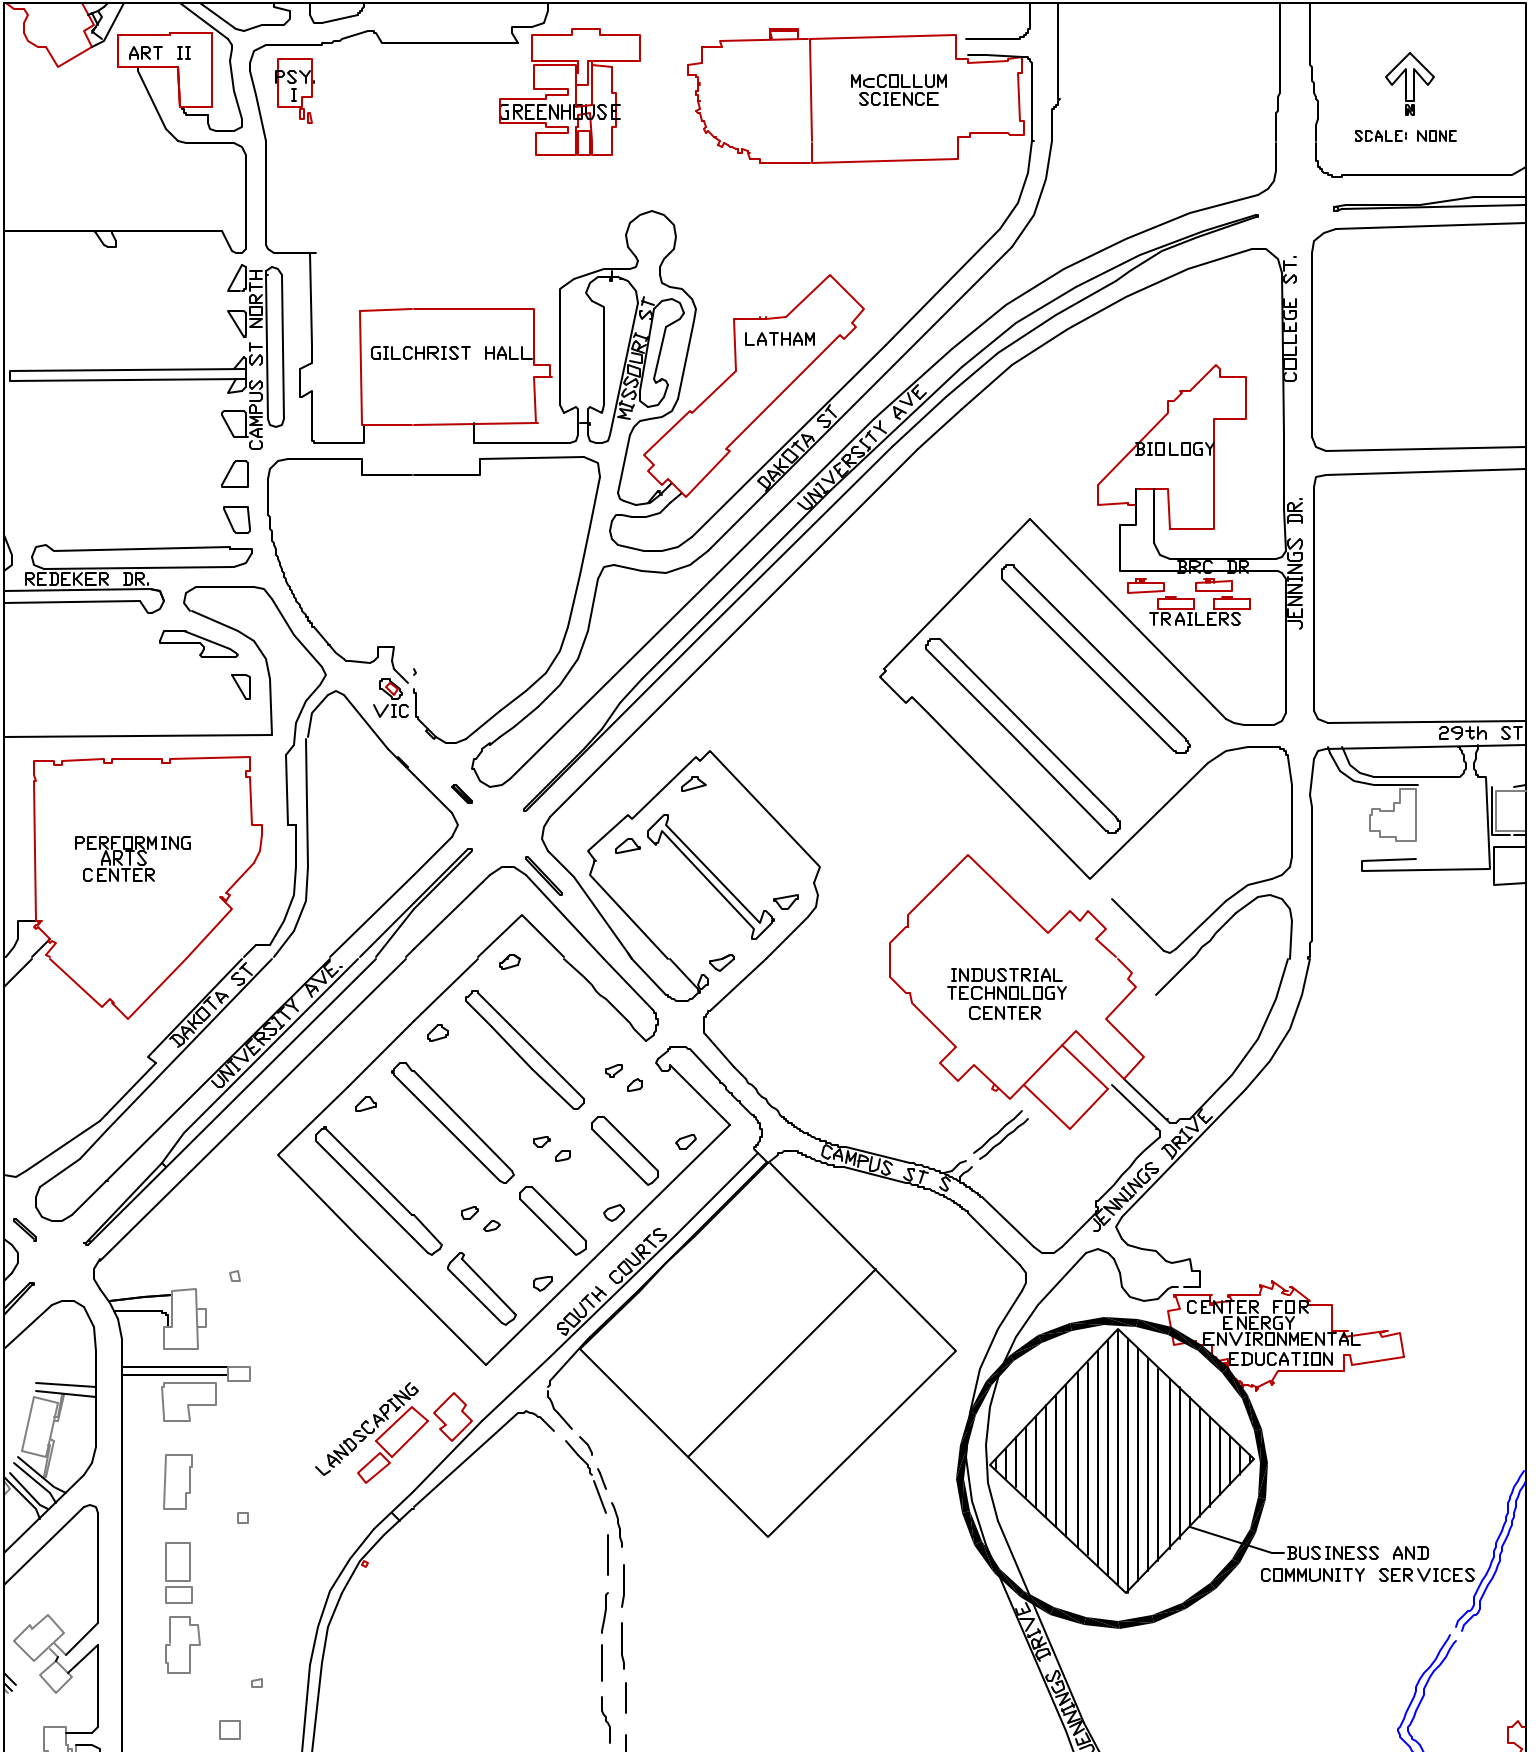 ART II
PSY.
I
GREENHOUSE
McCOLLUM
SCIENCE
N
SCALE: NONE
CAMPUS ST NORTH
GILCHRIST HALL
MISSOURI ST
LATHAM
DAKOTA ST
UNIVERSITY AVE
COLLEGE ST.
BIOLOGY
JENNINGS DR.
BRC DR
TRAILERS
REDEKER DR.
VIC
29th ST
PERFORMING
ARTS
CENTER
DAKOTA ST
UNIVERSITY AVE.
INDUSTRIAL
TECHNOLOGY
CENTER
CAMPUS ST S
JENNINGS DRIVE
SOUTH COURTS
LANDSCAPING
CENTER FOR
ENERGY
ENVIRONMENTAL
EDUCATION
BUSINESS AND
COMMUNITY SERVICES
JENNINGS DRIVE
JENNINGS DRIVE